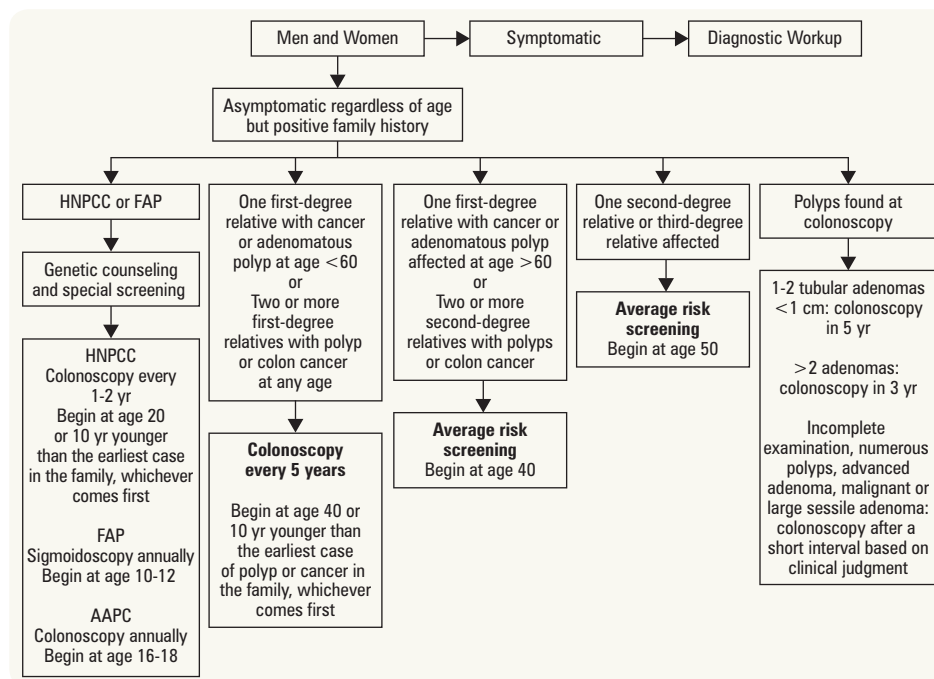 Men and Women
Symptomatic
Diagnostic Workup
Asymptomatic regardless of age
but positive family history
HNPCC or FAP
Genetic counseling
and special screening
HNPCC
Colonoscopy every
1-2 yr
Begin at age 20
or 10 yr younger
than the earliest case
in the family, whichever
comes first
FAP
Sigmoidoscopy annually
Begin at age 10-12
AAPC
Colonoscopy annually
Begin at age 16-18
One first-degree
relative with cancer
or adenomatous
polyp at age <60
or
Two or more
first-degree
relatives with polyp
or colon cancer
at any age
Colonoscopy
every 5 years
Begin at age 40 or
10 yr younger than
the earliest case
of polyp or cancer in
the family, whichever
comes first
One first-degree
relative with cancer or
adenomatous polyp
affected at age >60
or
Two or more
second-degree
relatives with polyps
or colon cancer
Average risk
screening
Begin at age 40
One second-degree
relative or third-degree
relative affected
Average risk
screening
Begin at age 50
Polyps found at
colonoscopy
1-2 tubular adenomas
<1 cm: colonoscopy
in 5 yr
>2 adenomas:
colonoscopy in 3 yr
Incomplete
examination, numerous
polyps, advanced
adenoma, malignant or
large sessile adenoma:
colonoscopy after a
short interval based on
clinical judgment